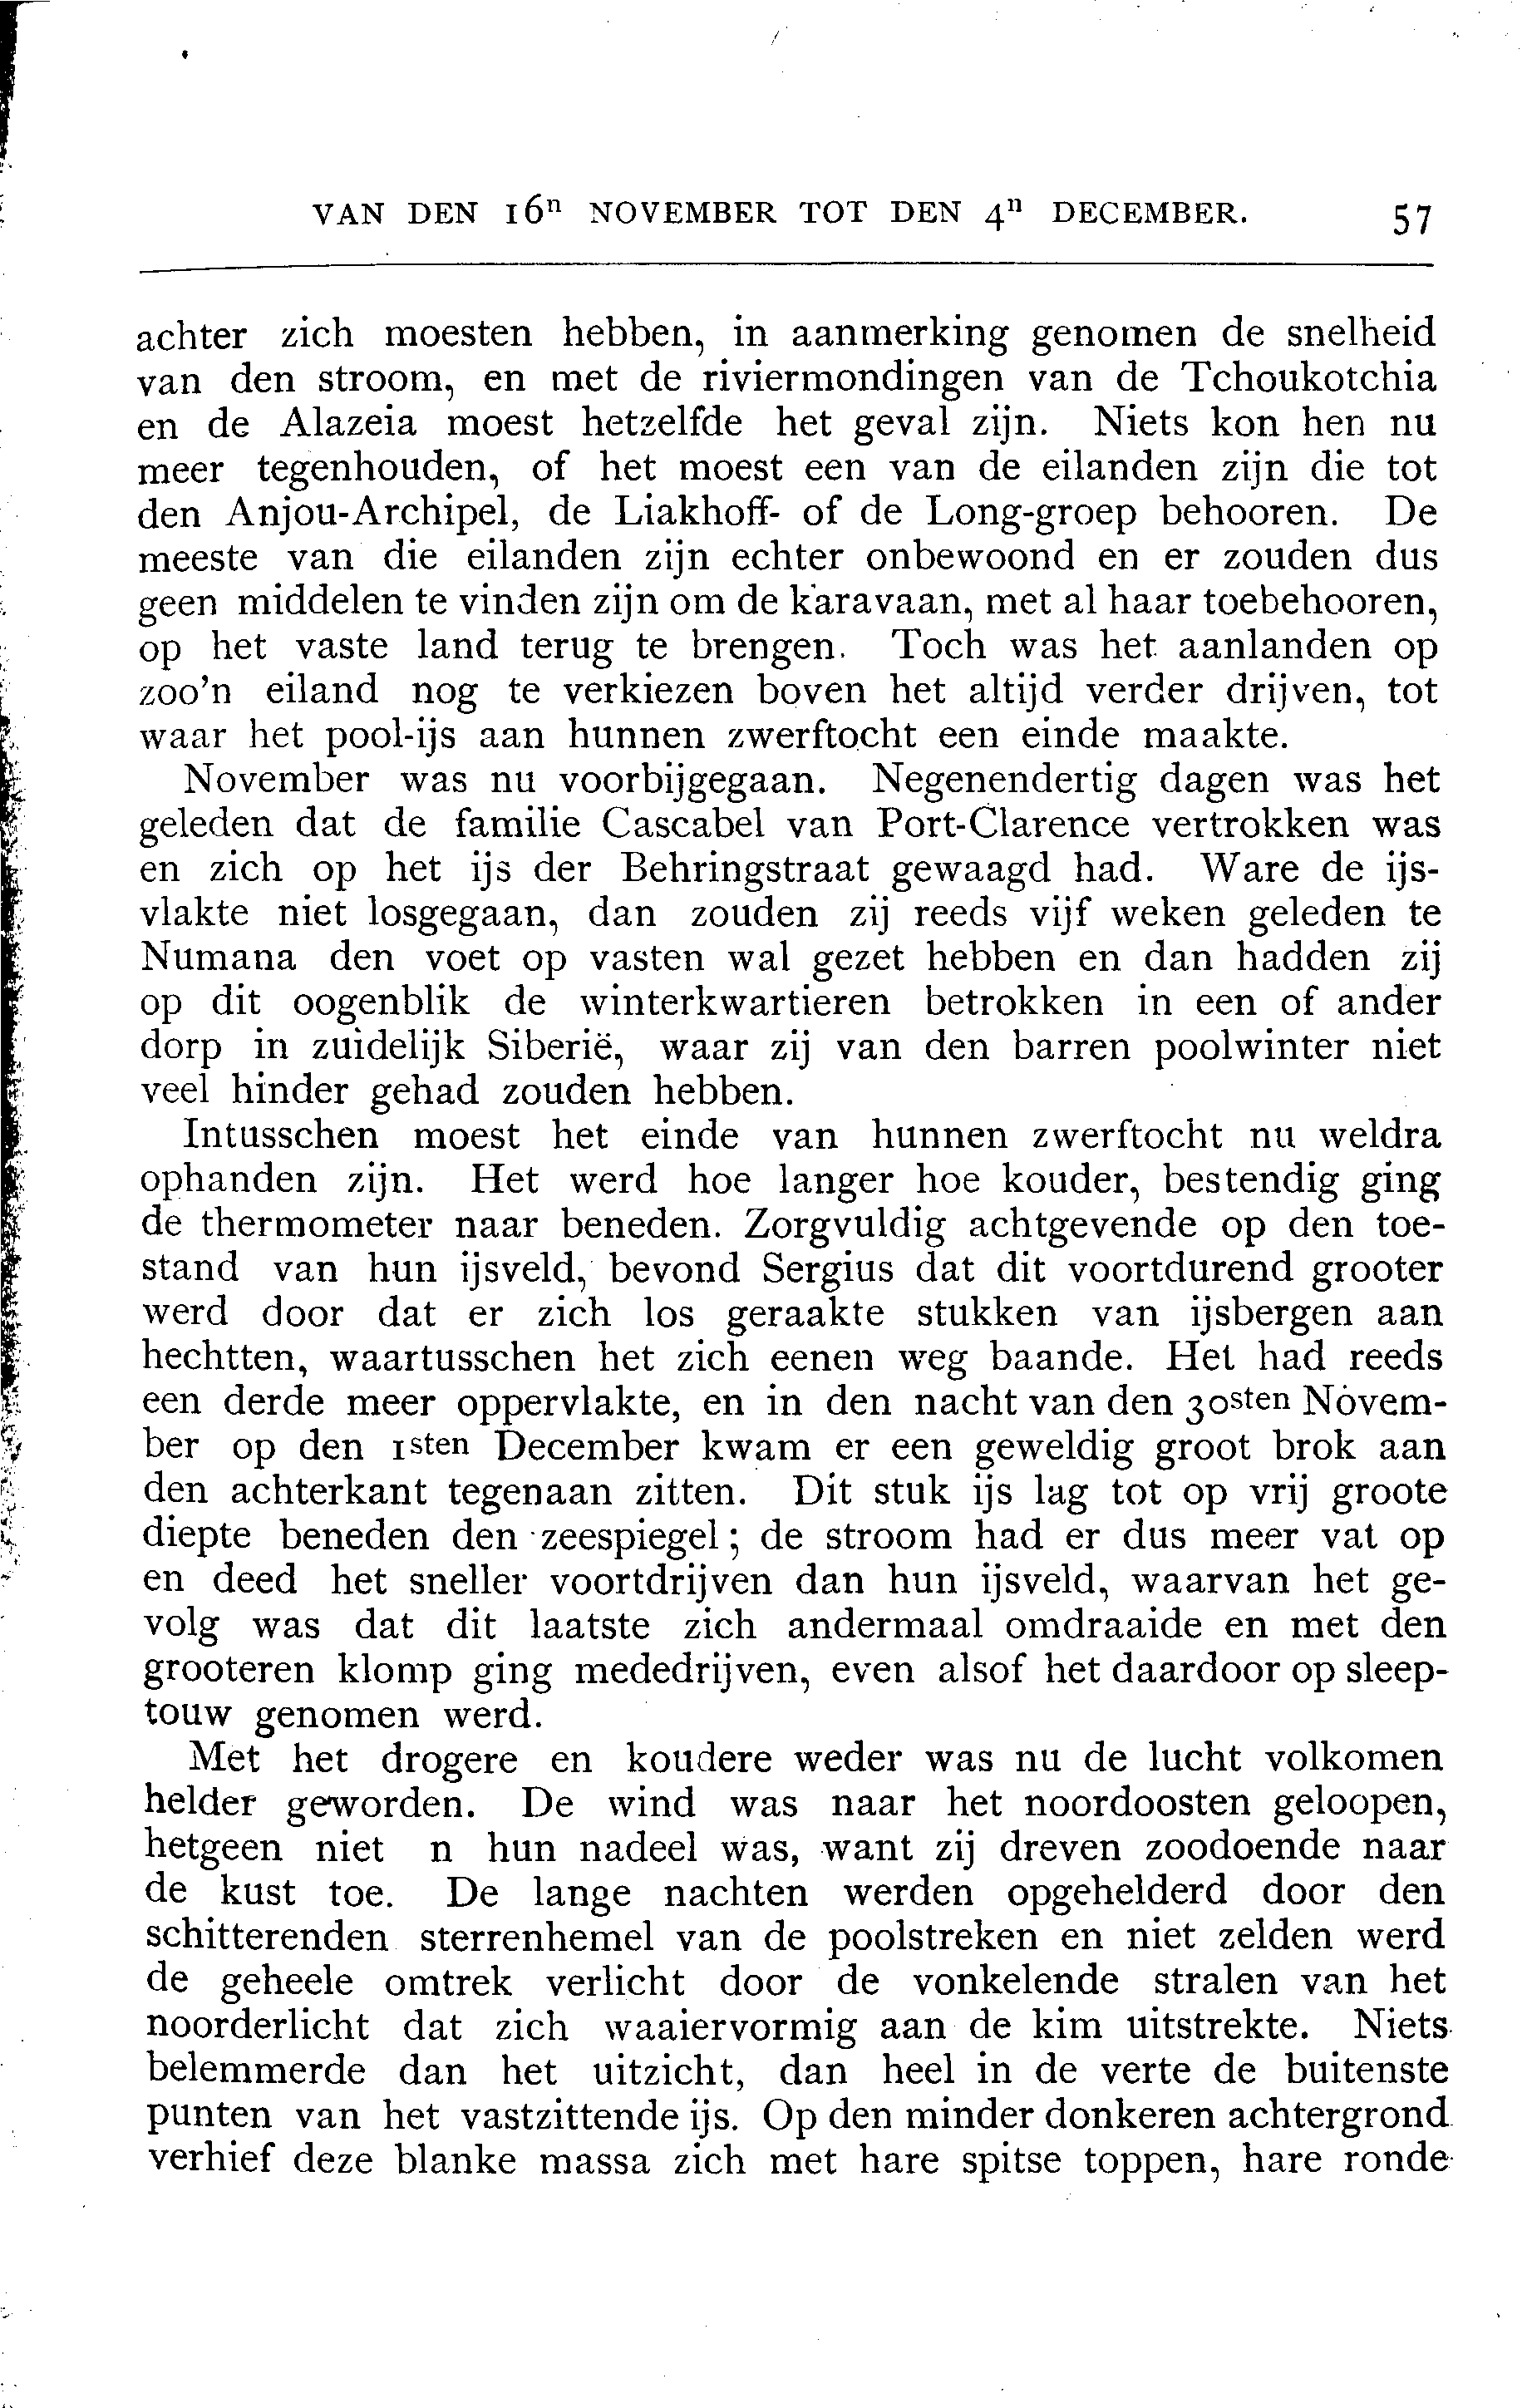 VAN DEN 16n NOVEMBER TOT DEN 4n DECEMBER. 57
achter zich moesten hebben, in aanmerking genomen de snelheid
van den stroom, en met de riviermondingen van de Tchoukotchia
en de Alazeia moest hetzelfde het geval zijn. Niets kon hen nu
meer tegenhouden, of het moest een van de eilanden zijn die tot
den Anjou-Archipel, de Liakhoff- of de Long-groep behooren. De
meeste van die eilanden zijn echter onbewoond en er zouden dus
geen middelen te vinden zijn om de karavaan, met al haar toebehooren,
op het vaste land terug te brengen. Toch was het aanlanden op
zoo'n eiland nog te verkiezen boven het altijd verder drijven, tot
waar het pool-ijs aan hunnen zwerftocht een einde maakte.
November was nu voorbijgegaan. Negenendertig dagen was het
geleden dat de familie Cascabel van Port-Clarence vertrokken was
en zich op het ijs der Behringstraat gewaagd had. Ware de ijs-
vlakte niet losgegaan, dan zouden zij reeds vijf weken geleden te
Numana den voet op vasten wal gezet hebben en dan hadden zij
op dit oogenblik de winterkwartieren betrokken in een of ander
dorp in zuidelijk Siberië, waar zij van den barren poolwinter niet
veel hinder gehad zouden hebben.
Intusschen moest het einde van hunnen zwerftocht nu weldra
ophanden zijn. Het werd hoe langer hoe kouder, bestendig ging
de thermometer naar beneden. Zorgvuldig achtgevende op den toe-
stand van hun ijsveld, bevond Sergius dat dit voortdurend grooter
werd door dat er zich los geraakte stukken van ijsbergen aan
hechtten, waartusschen het zich eenen weg baande. Het had reeds
een derde meer oppervlakte, en in den nacht van den 30sten Novem-
ber op den 1sten December kwam er een geweldig groot brok aan
den achterkant tegenaan zitten. Dit stuk ijs lag tot op vrij groote
diepte beneden den zeespiegel; de stroom had er dus meer vat op
en deed het sneller voortdrijven dan hun ijsveld, waarvan het ge-
volg was dat dit laatste zich andermaal omdraaide en met den
grooteren klomp ging mededrijven, even alsof het daardoor op sleep-
touw genomen werd.
Met het drogere en koudere weder was nu de lucht volkomen
helder geworden. De wind was naar het noordoosten geloopen,
hetgeen niet n hun nadeel was, want zij dreven zoodoende naar
de kust toe. De lange nachten werden opgehelderd door den
schitterenden sterrenhemel van de poolstreken en niet zelden werd
de geheele omtrek verlicht door de vonkelende stralen van het
noorderlicht dat zich waaiervormig aan de kim uitstrekte. Niets
belemmerde dan het uitzicht, dan heel in de verte de buitenste
punten van het vastzittende ijs. Op den minder donkeren achtergrond
verhief deze blanke massa zich met hare spitse toppen, hare ronde